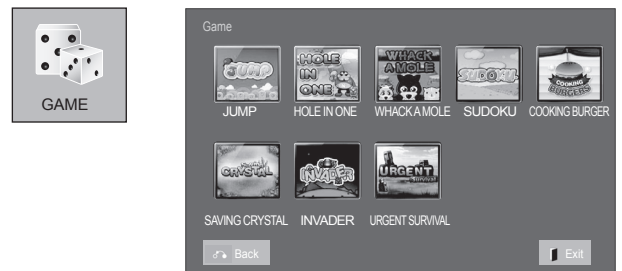 GAME
Game
JUMP
HOLE
IN
ONE
WHACK
A MOLE
SUDOKU
COOKING
BURGERS
JUMP HOLE IN ONE WHACK A MOLE SUDOKU COOKING BURGER
CRYSTAL
INVADER
URGENT
Survival
SAVING CRYSTAL INVADER URGENT SURVIVAL
Back Exit